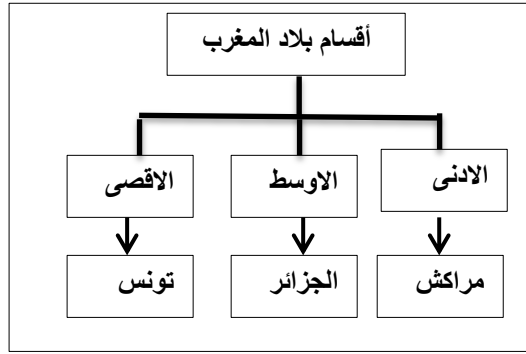 أقسام بلاد المغرب
الادنى
الاوسط
الاقصى
مراكش
الجزائر
تونس